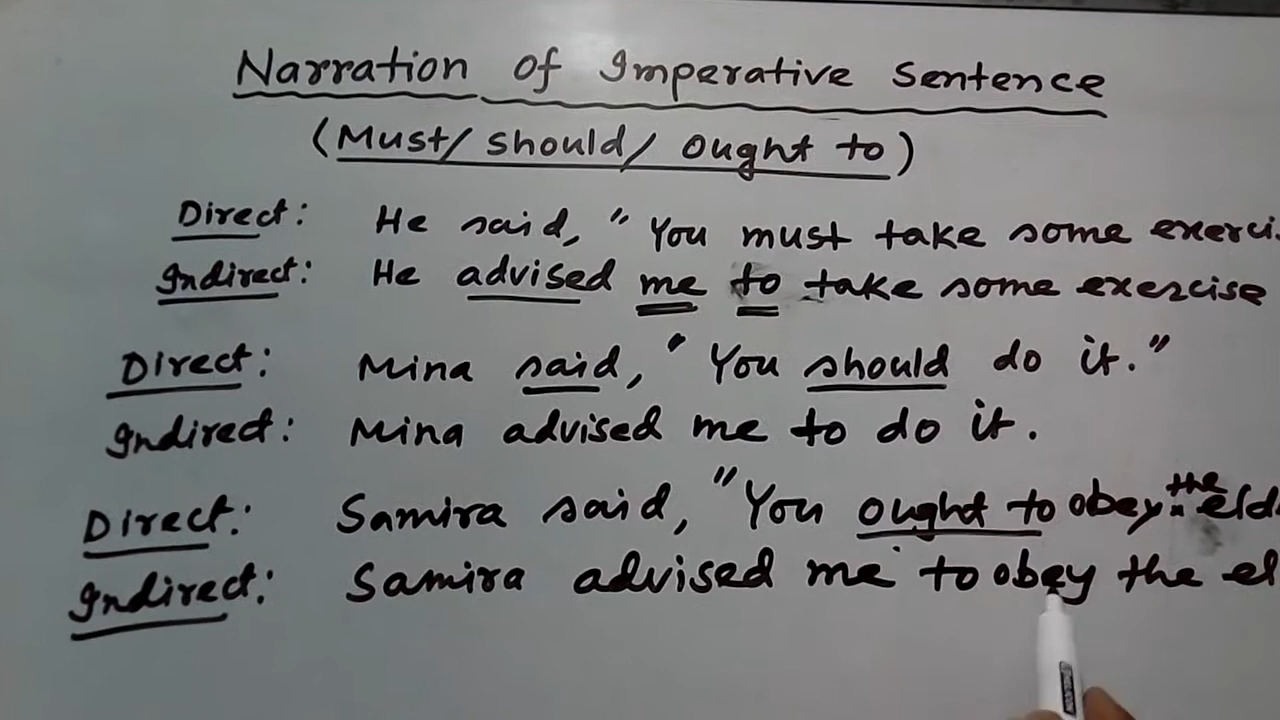 Narration of Imperative Sentence
(Must/ should/ ought to)
Direct: He said, "You must take some exerci
Indirect: He advised me to take some exercise
Direct: Mina said, "You should do it."
Indirect: Mina advised me to do it.
Direct: Samira said, "You ought to obey the eld
Indirect: Samira advised me to obey the el